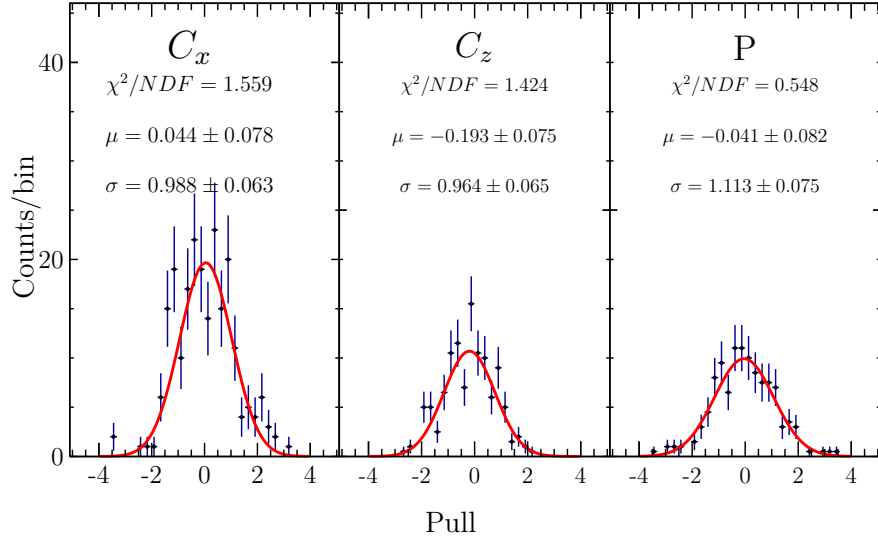 C_x
χ²/NDF = 1.559
μ = 0.044 ± 0.078
σ = 0.988 ± 0.063
C_z
χ²/NDF = 1.424
μ = −0.193 ± 0.075
σ = 0.964 ± 0.065
P
χ²/NDF = 0.548
μ = −0.041 ± 0.082
σ = 1.113 ± 0.075
Counts/bin
40
20
0
-4 -2 0 2 4
-4 -2 0 2 4
-4 -2 0 2 4
Pull